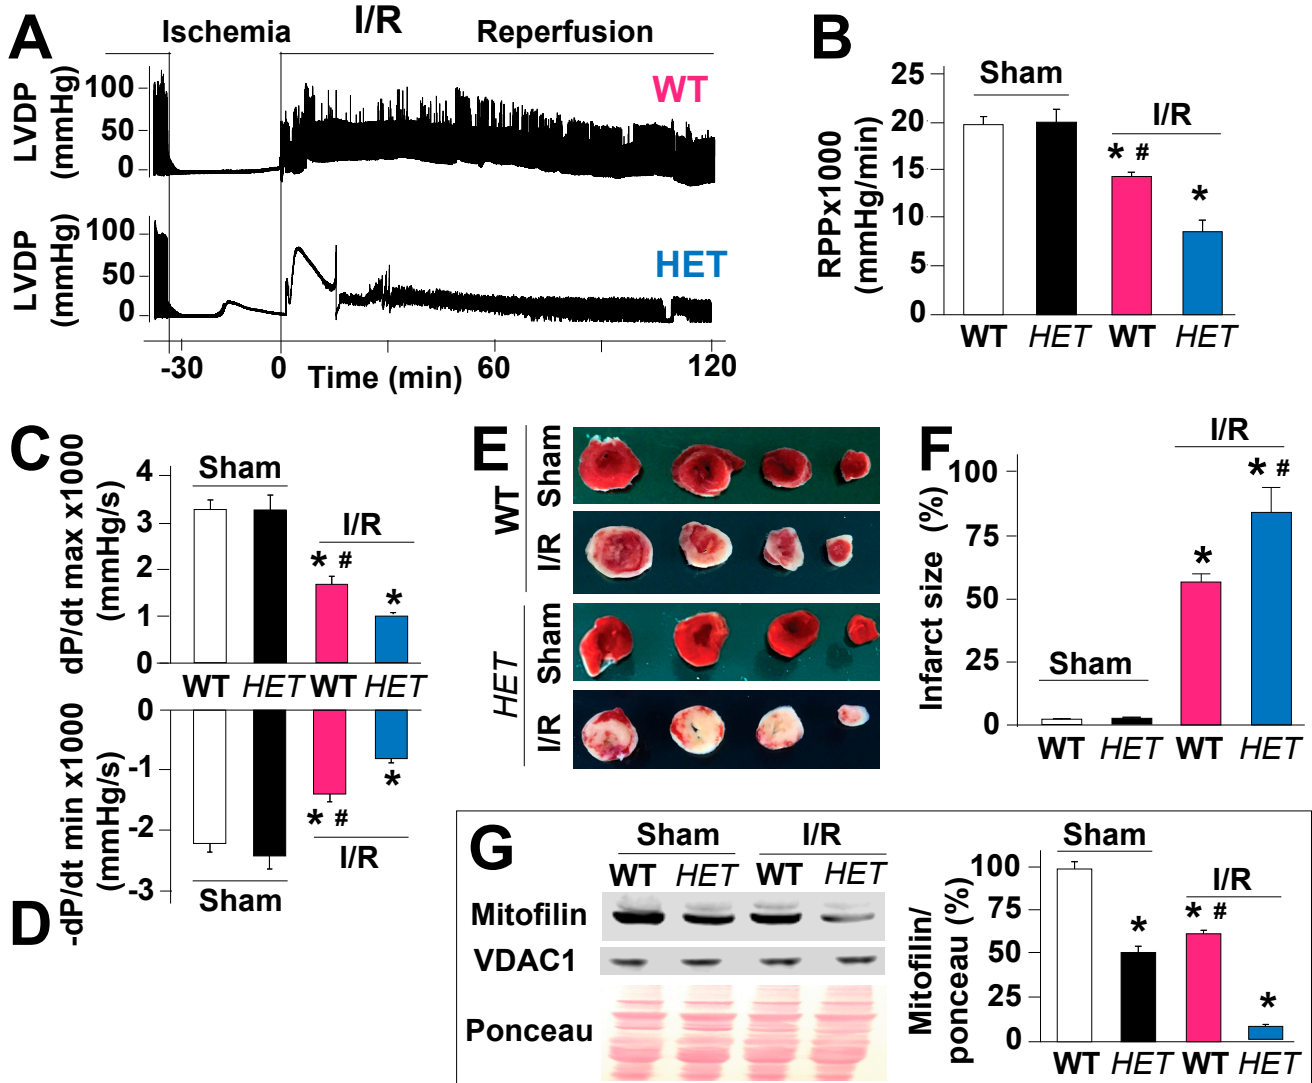 A
Ischemia
I/R
Reperfusion
LVDP
(mmHg)
100
50
0
WT
LVDP
(mmHg)
100
50
0
HET
-30
0
Time (min)
60
120
B
RPPx1000
(mmHg/min)
25
20
15
10
5
0
Sham
I/R
* #
*
WT HET WT HET
C
dP/dt max x1000
(mmHg/s)
4
3
2
1
0
Sham
I/R
* #
*
WT HET WT HET
D
-dP/dt min x1000
(mmHg/s)
0
-1
-2
-3
* #
*
Sham
I/R
E
WT
Sham
I/R
HET
Sham
I/R
F
Infarct size (%)
100
75
50
25
0
Sham
I/R
*
* #
WT HET WT HET
G
Sham
I/R
WT HET WT HET
Mitofilin
VDAC1
Ponceau
Mitofilin/
ponceau (%)
100
75
50
25
0
Sham
I/R
*
* #
*
WT HET WT HET